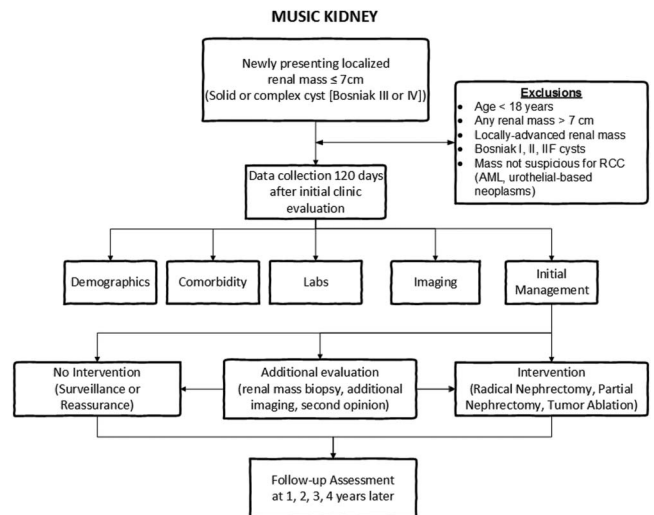 MUSIC KIDNEY
Newly presenting localized
renal mass ≤ 7cm
(Solid or complex cyst [Bosniak III or IV])
Exclusions
• Age < 18 years
• Any renal mass > 7 cm
• Locally-advanced renal mass
• Bosniak I, II, IIF cysts
• Mass not suspicious for RCC
(AML, urothelial-based
neoplasms)
Data collection 120 days
after initial clinic
evaluation
Demographics
Comorbidity
Labs
Imaging
Initial
Management
No Intervention
(Surveillance or
Reassurance)
Additional evaluation
(renal mass biopsy, additional
imaging, second opinion)
Intervention
(Radical Nephrectomy, Partial
Nephrectomy, Tumor Ablation)
Follow-up Assessment
at 1, 2, 3, 4 years later